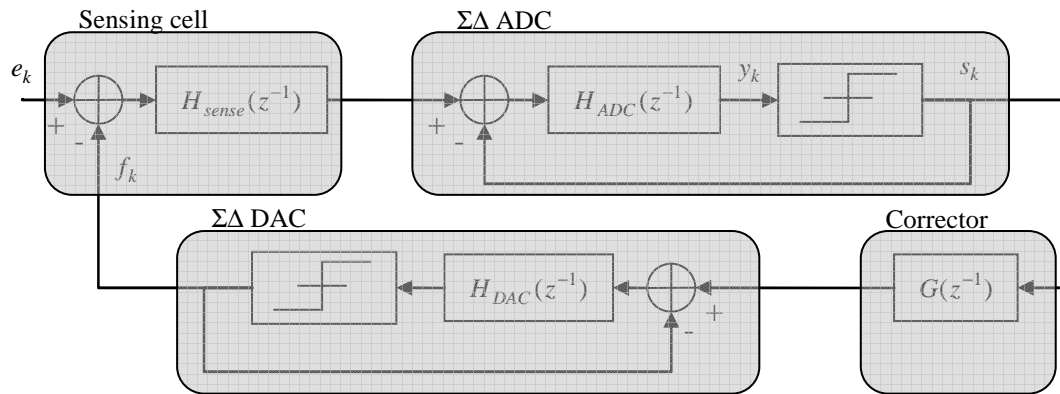 Sensing cell
ΣΔ ADC
e_k
+
-
H_sense(z^{-1})
f_k
+
-
H_ADC(z^{-1})
y_k
s_k
ΣΔ DAC
Corrector
H_DAC(z^{-1})
+
-
G(z^{-1})